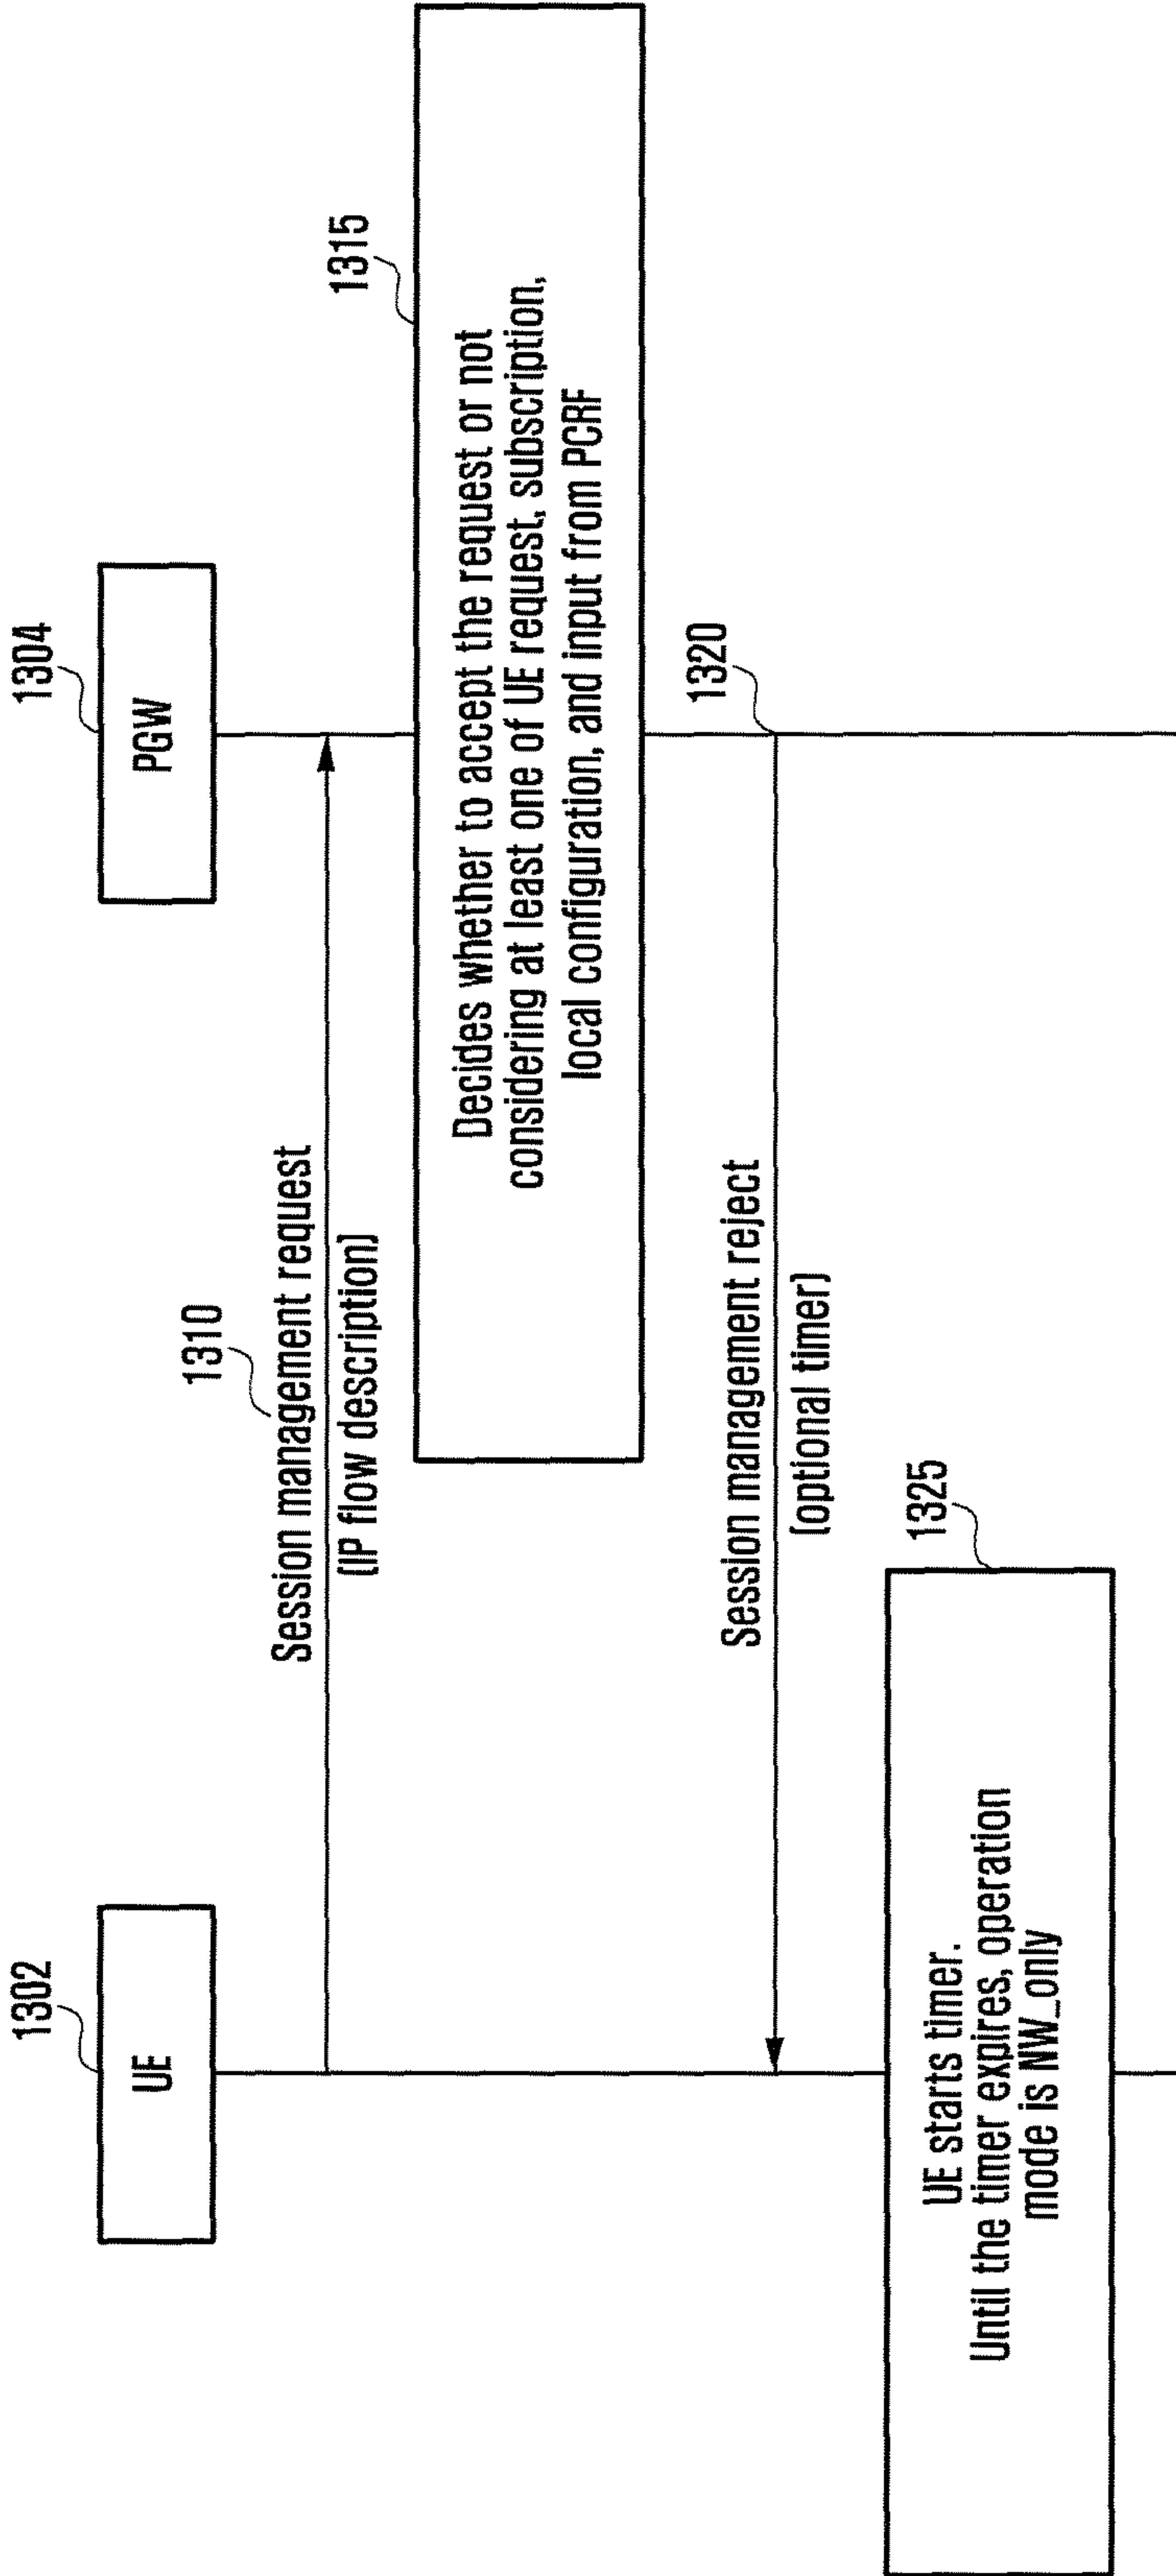 1302
UE
1304
PGW
1310
Session management request
(IP flow description)
1315
Decides whether to accept the request or not
considering at least one of UE request, subscription,
local configuration, and input from PCRF
1320
Session management reject
(optional timer)
1325
UE starts timer.
Until the timer expires, operation
mode is NW_only